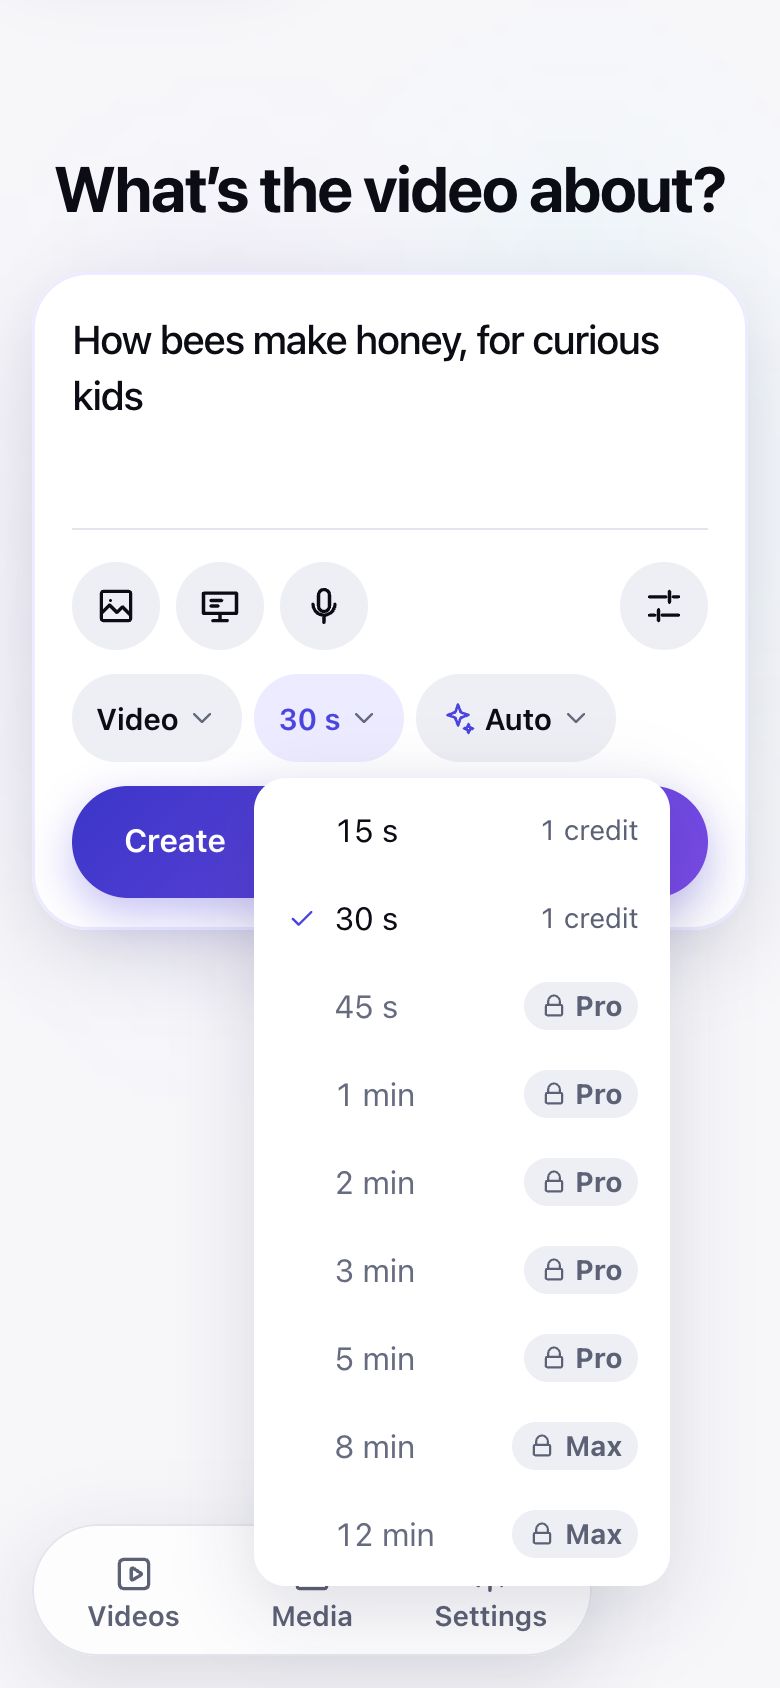 What's the video about?
How bees make honey, for curious
kids
Video
30 s
Auto
Create
15 s 1 credit
30 s 1 credit
45 s Pro
1 min Pro
2 min Pro
3 min Pro
5 min Pro
8 min Max
12 min Max
Videos Media Settings